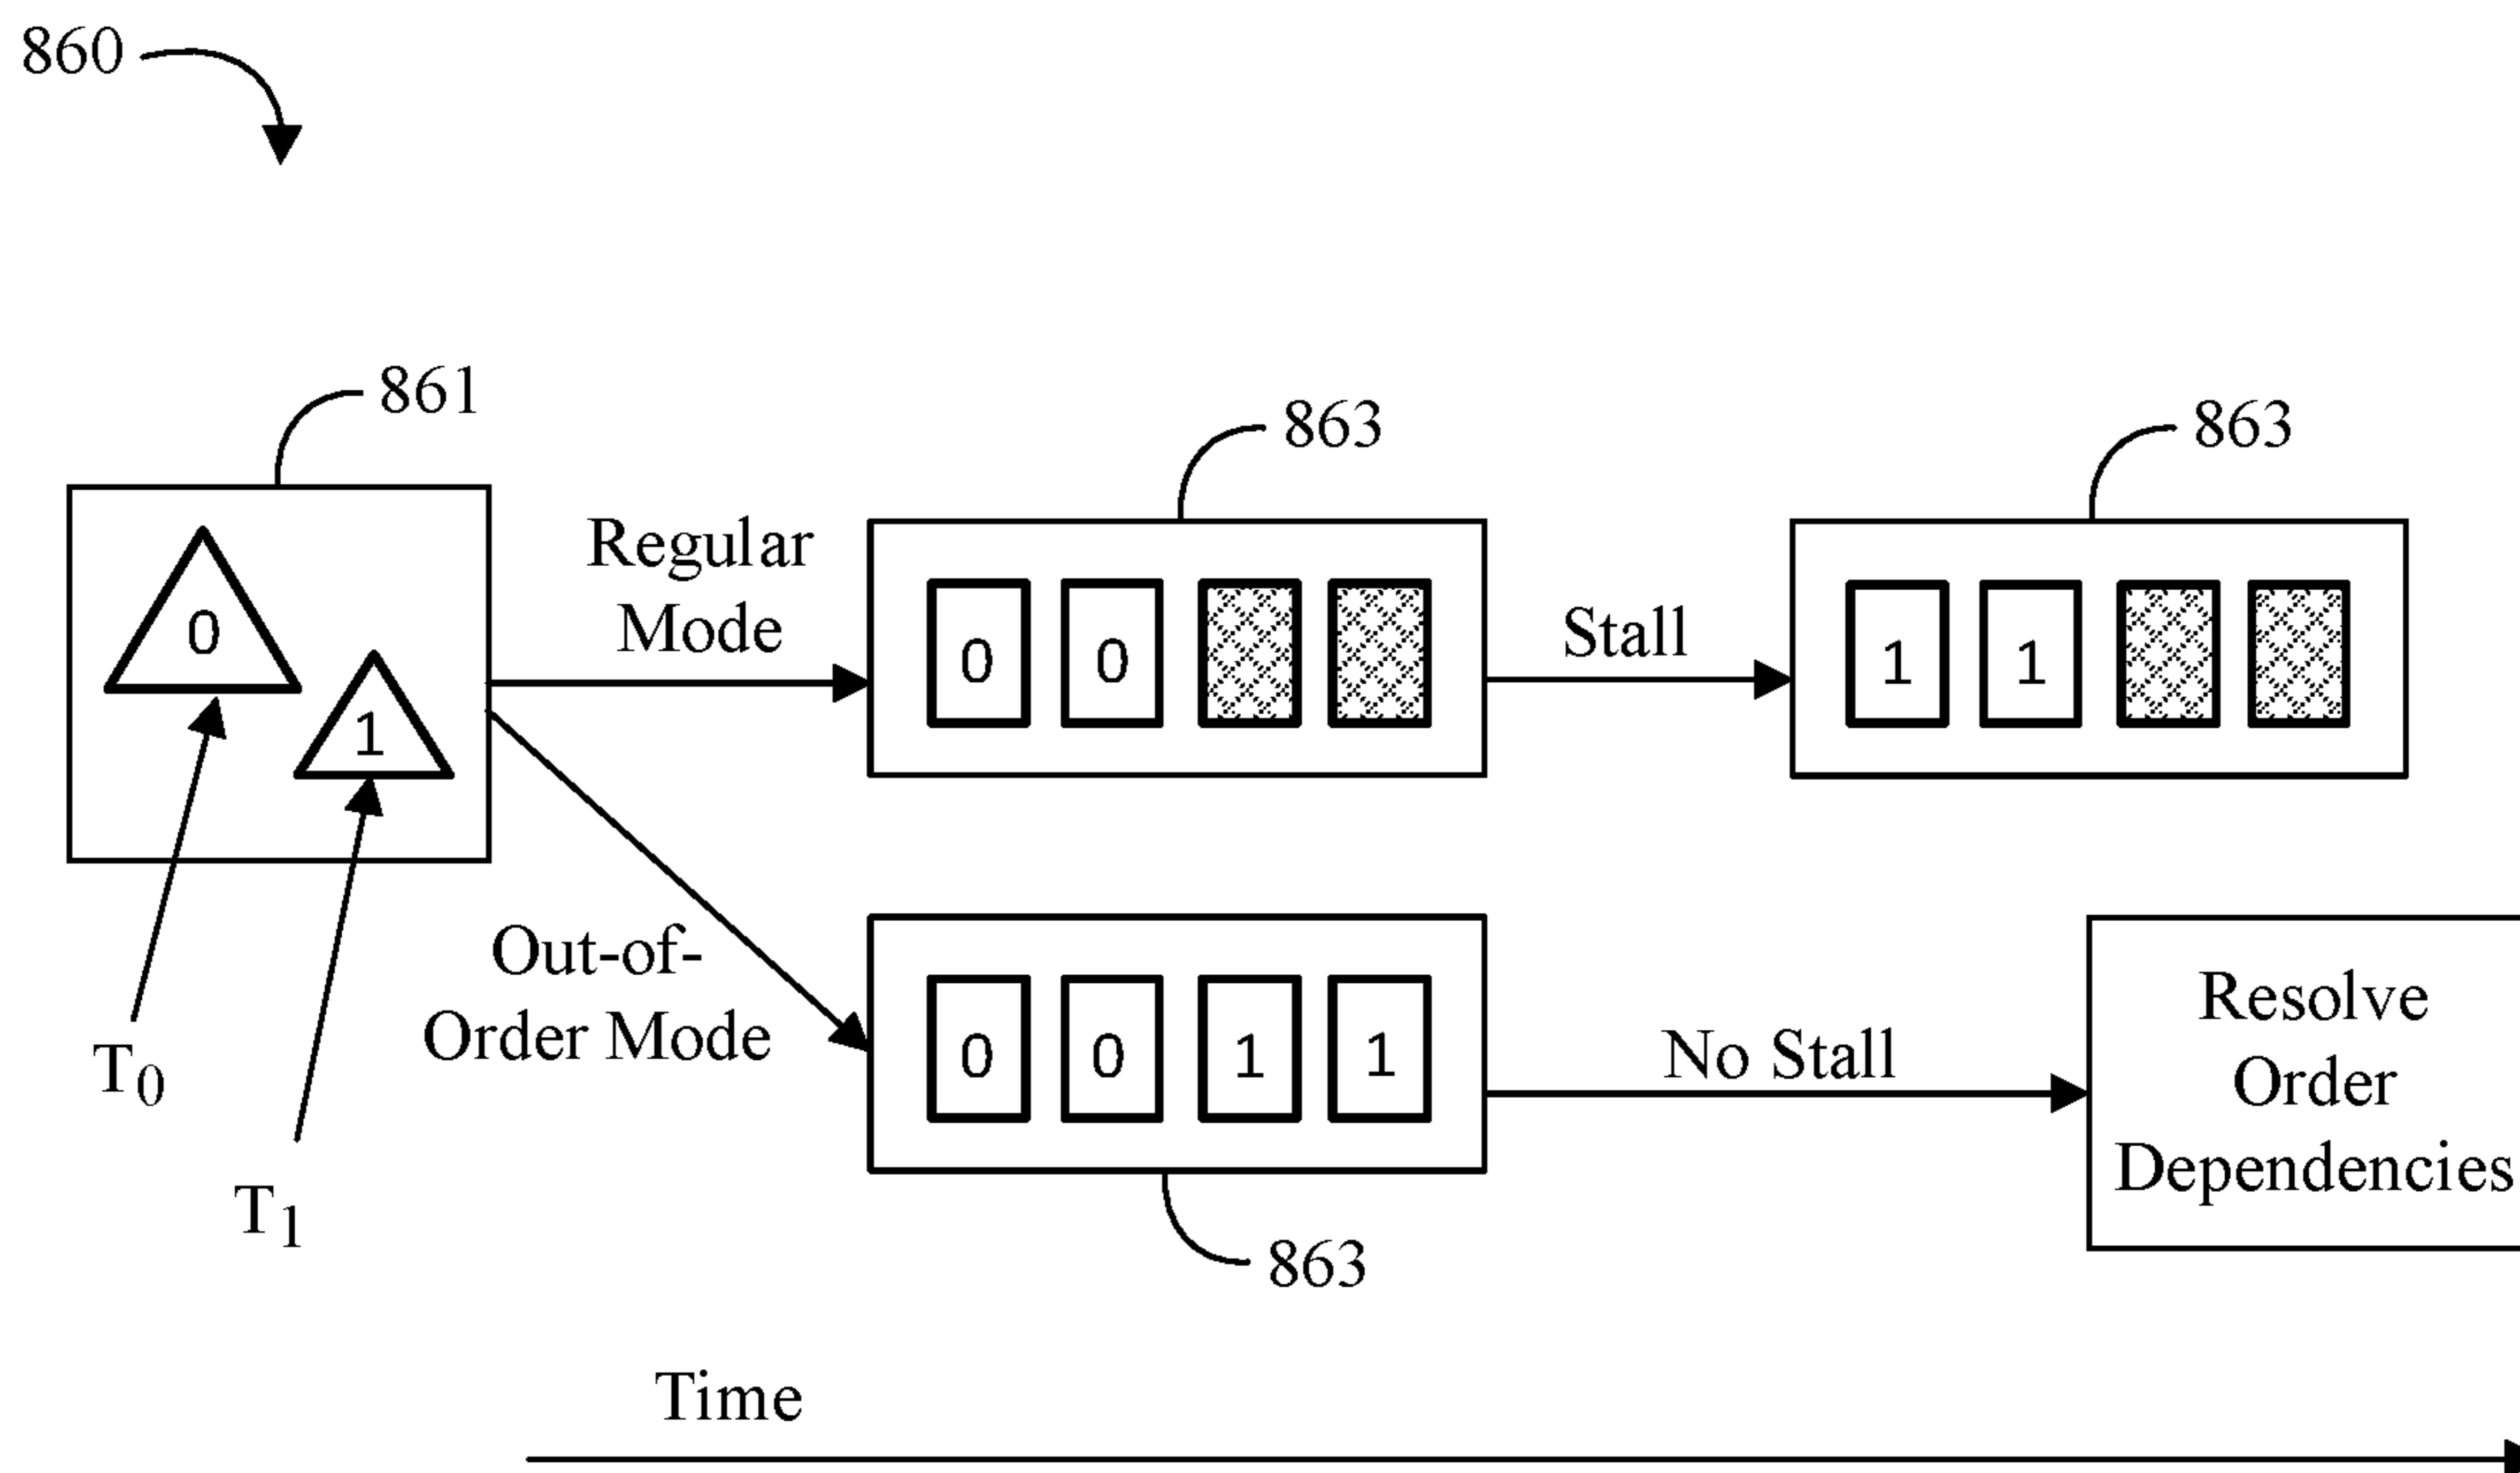 860
861
863
863
Regular
Mode
0
1
0 0
Stall
1 1
Out-of-
Order Mode
0 0 1 1
No Stall
Resolve
Order
Dependencies
T0
T1
863
Time